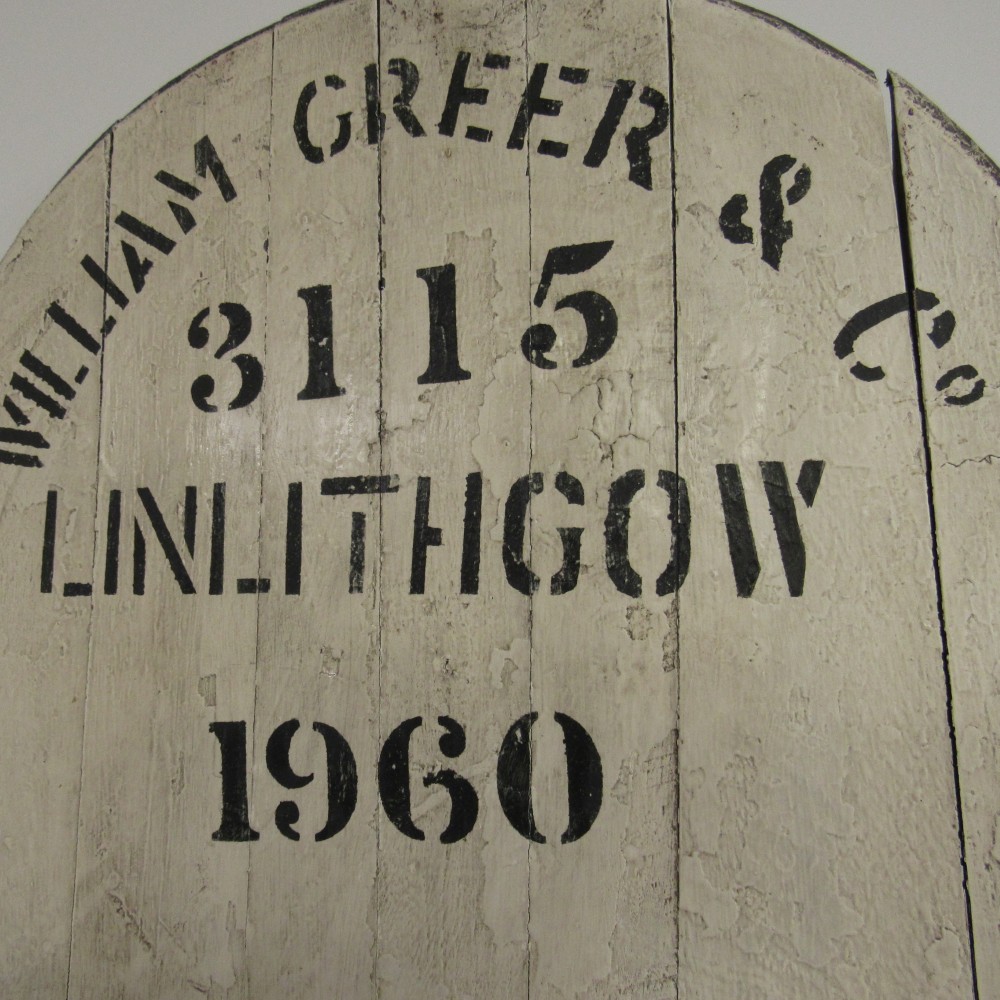 WILLIAM GREER & Co
3115
LINLITHGOW
1960